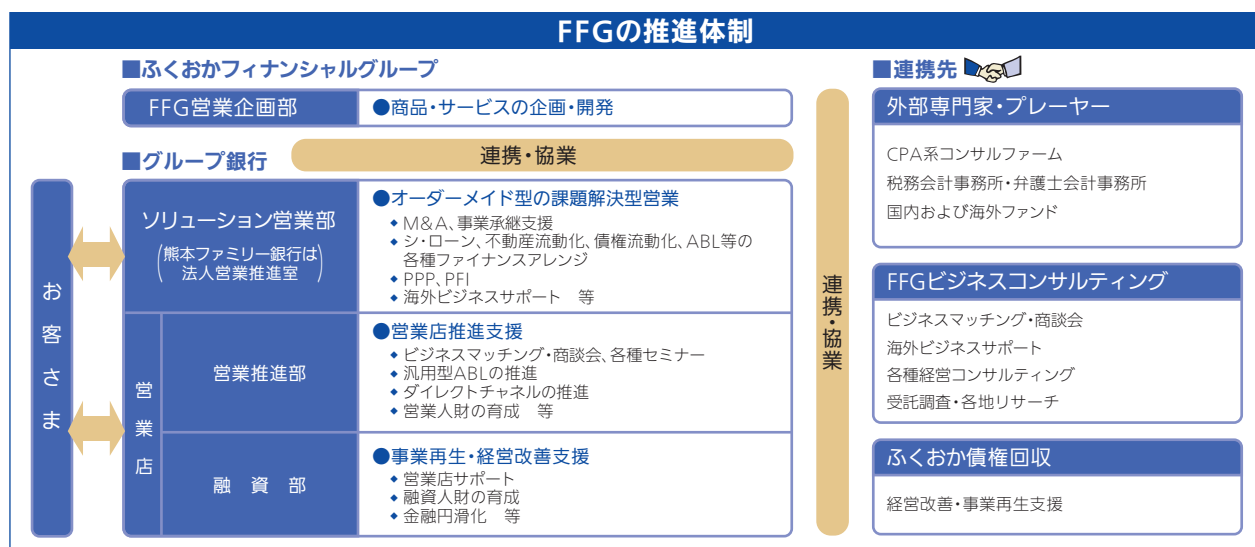 FFGの推進体制
■ふくおかフィナンシャルグループ
FFG営業企画部
●商品・サービスの企画・開発
■グループ銀行
連携・協業
お客さま
ソリューション営業部
(熊本ファミリー銀行は
法人営業推進室)
●オーダーメイド型の課題解決型営業
◆M&A、事業承継支援
◆シ・ローン、不動産流動化、債権流動化、ABL等の
各種ファイナンスアレンジ
◆PPP、PFI
◆海外ビジネスサポート 等
営業店
営業推進部
●営業店推進支援
◆ビジネスマッチング・商談会、各種セミナー
◆汎用型ABLの推進
◆ダイレクトチャネルの推進
◆営業人財の育成 等
融資部
●事業再生・経営改善支援
◆営業店サポート
◆融資人財の育成
◆金融円滑化 等
連携・協業
■連携先
外部専門家・プレーヤー
CPA系コンサルファーム
税務会計事務所・弁護士会計事務所
国内および海外ファンド
FFGビジネスコンサルティング
ビジネスマッチング・商談会
海外ビジネスサポート
各種経営コンサルティング
受託調査・各地リサーチ
ふくおか債権回収
経営改善・事業再生支援